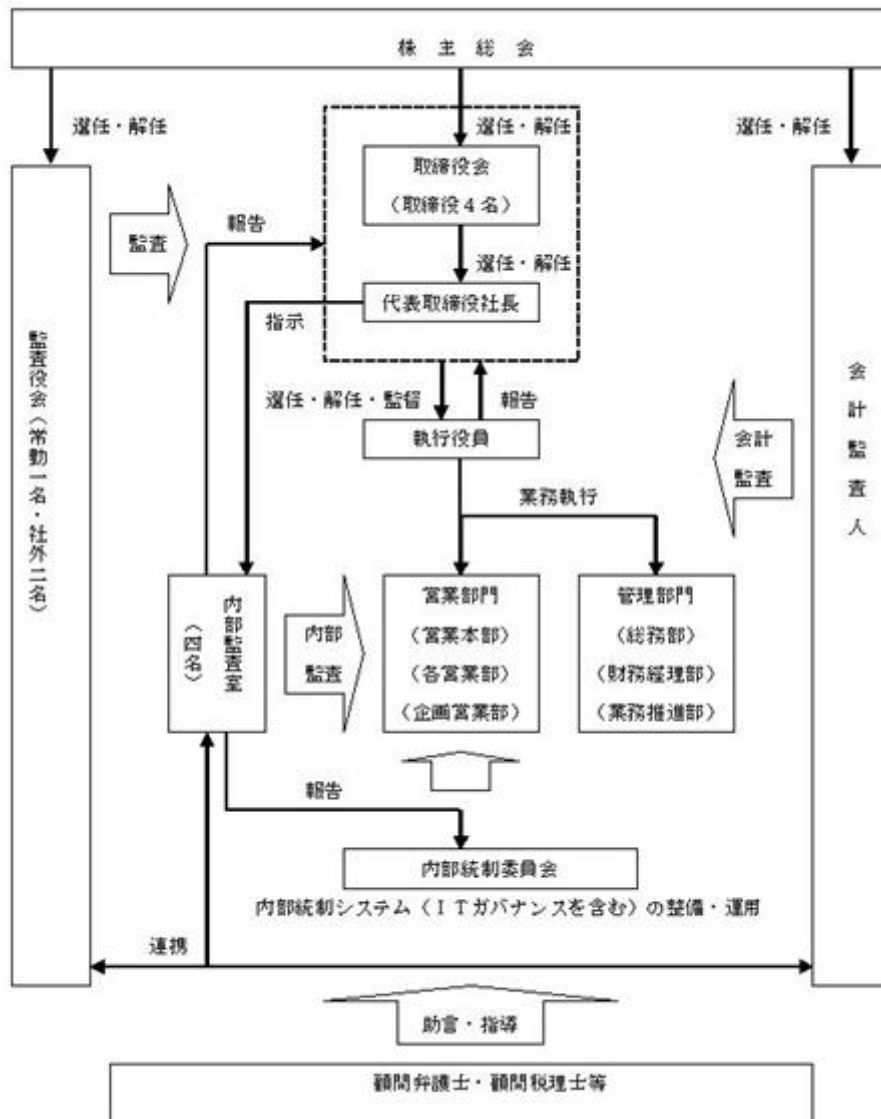 株主総会
選任・解任
選任・解任
選任・解任
取締役会
（取締役４名）
監査
報告
選任・解任
代表取締役社長
指示
選任・解任・監督
報告
執行役員
監査役会（常勤一名・社外二名）
会計監査人
会計
監査
業務執行
内部監査室
（四名）
内部
監査
営業部門
（営業本部）
（各営業部）
（企画営業部）
管理部門
（総務部）
（財務経理部）
（業務推進部）
報告
内部統制委員会
内部統制システム（ＩＴガバナンスを含む）の整備・運用
連携
助言・指導
顧問弁護士・顧問税理士等